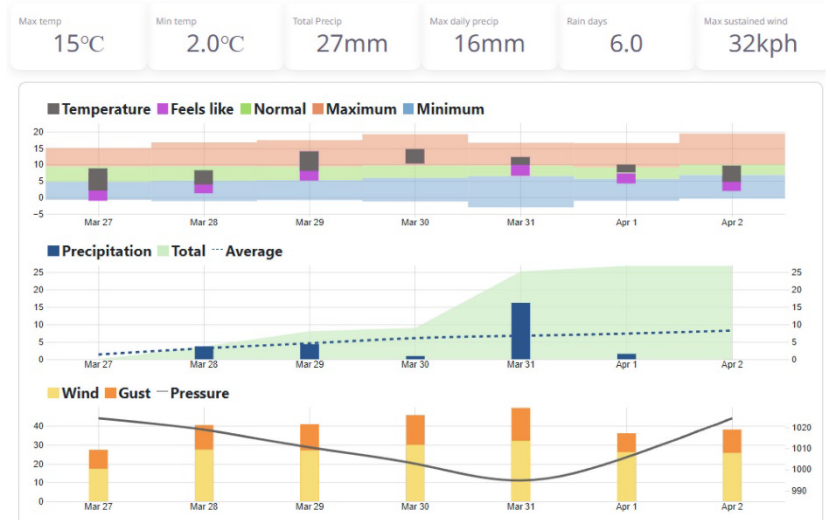 Max temp Min temp Total Precip Max daily precip Rain days Max sustained wind
15°C 2.0°C 27mm 16mm 6.0 32kph
Temperature Feels like Normal Maximum Minimum
20
15
10
5
0
-5
Mar 27 Mar 28 Mar 29 Mar 30 Mar 31 Apr 1 Apr 2
Precipitation Total Average
25 25
20 20
15 15
10 10
5 5
0 0
Mar 27 Mar 28 Mar 29 Mar 30 Mar 31 Apr 1 Apr 2
Wind Gust Pressure
40
1020
30
1010
20
1000
10
990
0
Mar 27 Mar 28 Mar 29 Mar 30 Mar 31 Apr 1 Apr 2